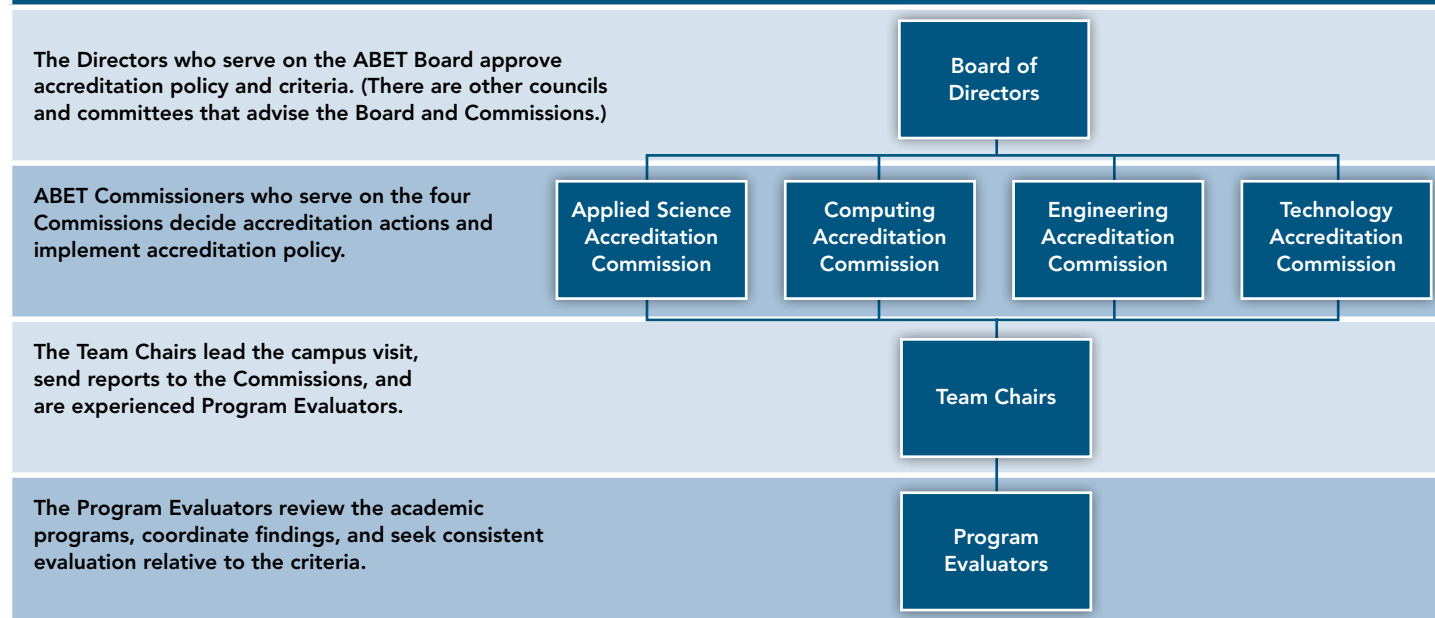 The Directors who serve on the ABET Board approve
accreditation policy and criteria. (There are other councils
and committees that advise the Board and Commissions.)
Board of
Directors
ABET Commissioners who serve on the four
Commissions decide accreditation actions and
implement accreditation policy.
Applied Science
Accreditation
Commission
Computing
Accreditation
Commission
Engineering
Accreditation
Commission
Technology
Accreditation
Commission
The Team Chairs lead the campus visit,
send reports to the Commissions, and
are experienced Program Evaluators.
Team Chairs
The Program Evaluators review the academic
programs, coordinate findings, and seek consistent
evaluation relative to the criteria.
Program
Evaluators